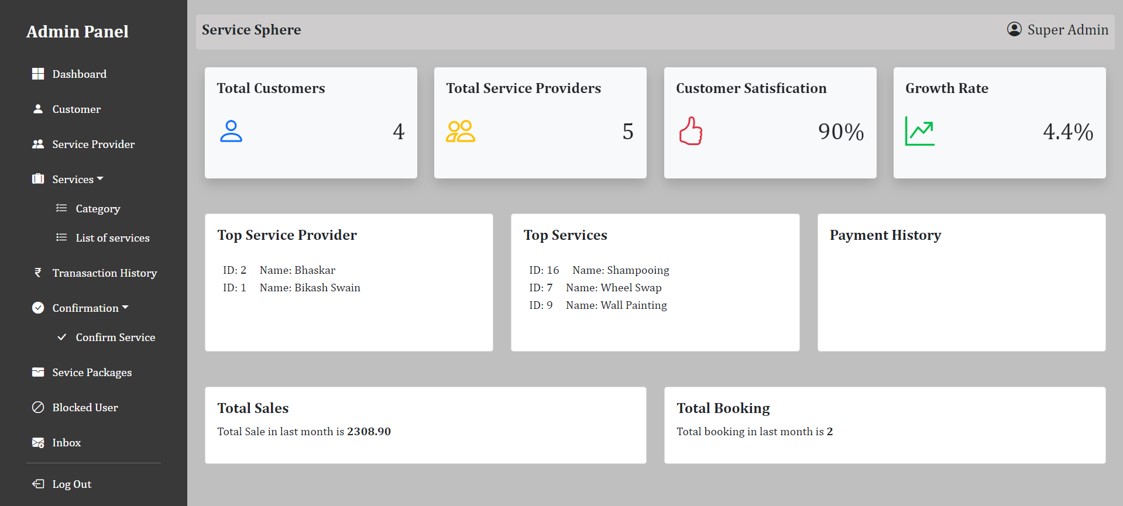 Admin Panel
Dashboard
Customer
Service Provider
Services
Category
List of services
₹ Tranasaction History
Confirmation
Confirm Service
Sevice Packages
Blocked User
Inbox
Log Out
Service Sphere
Super Admin
Total Customers
4
Total Service Providers
5
Customer Satisfication
90%
Growth Rate
4.4%
Top Service Provider
ID: 2 Name: Bhaskar
ID: 1 Name: Bikash Swain
Top Services
ID: 16 Name: Shampooing
ID: 7 Name: Wheel Swap
ID: 9 Name: Wall Painting
Payment History
Total Sales
Total Sale in last month is 2308.90
Total Booking
Total booking in last month is 2